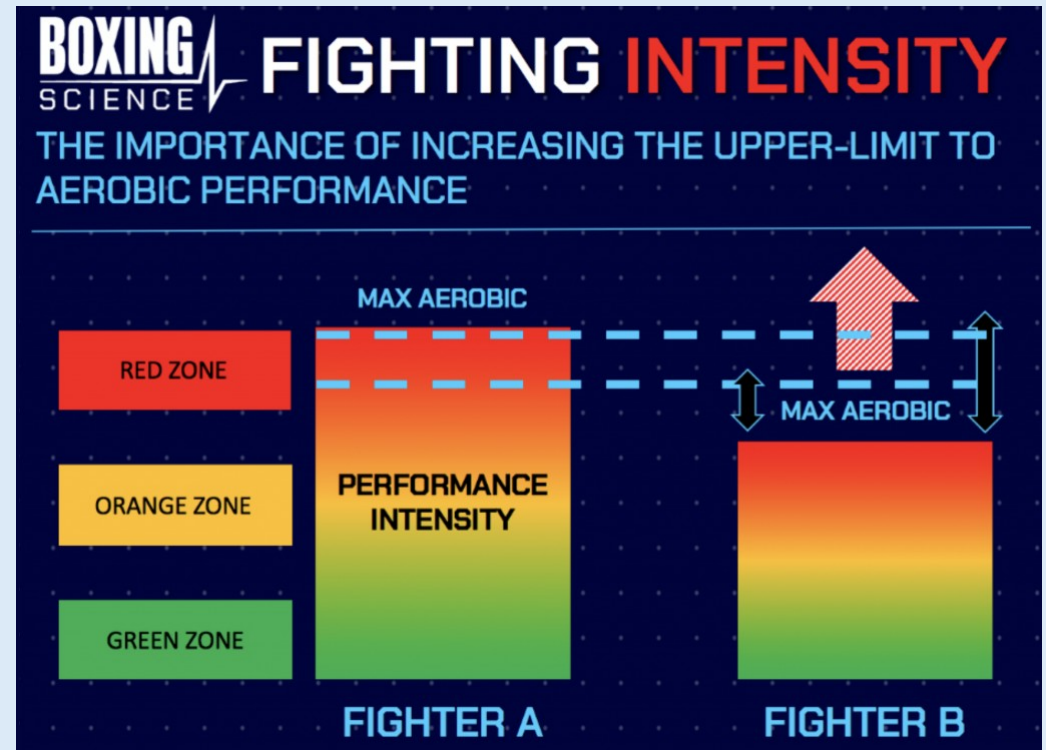 BOXING
SCIENCE
FIGHTING INTENSITY
THE IMPORTANCE OF INCREASING THE UPPER-LIMIT TO
AEROBIC PERFORMANCE
MAX AEROBIC
RED ZONE
MAX AEROBIC
ORANGE ZONE
PERFORMANCE
INTENSITY
GREEN ZONE
FIGHTER A
FIGHTER B